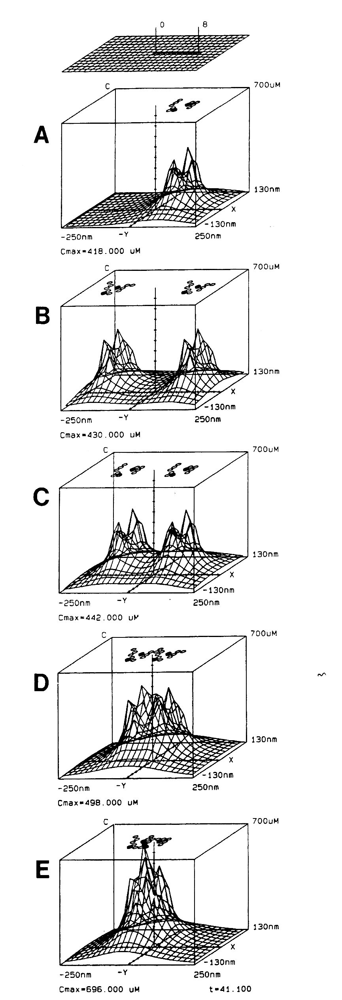 0 8
C 700uM
A
130nm
X
-130nm
-250nm -Y 250nm
Cmax=418.000 uM
C 700uM
B
130nm
X
-130nm
-250nm -Y 250nm
Cmax=430.000 uM
C 700uM
C
130nm
X
-130nm
-250nm -Y 250nm
Cmax=442.000 uM
C 700uM
D
130nm
X
-130nm
-250nm -Y 250nm
Cmax=498.000 uM
C 700uM
E
130nm
X
-130nm
-250nm -Y 250nm
Cmax=696.000 uM t=41.100